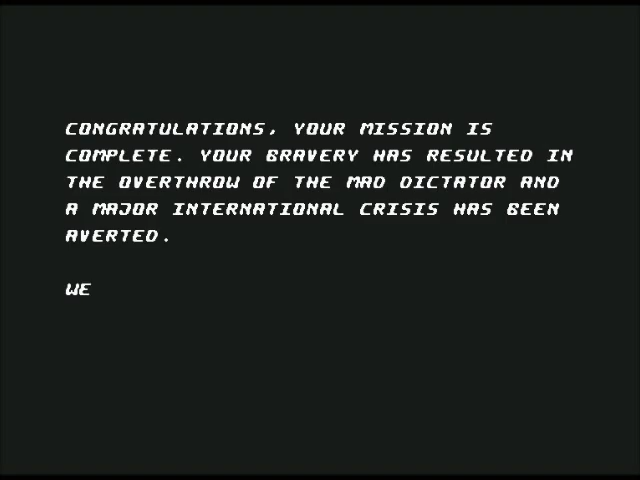 CONGRATULATIONS, YOUR MISSION IS
COMPLETE. YOUR BRAVERY HAS RESULTED IN
THE OVERTHROW OF THE MAD DICTATOR AND
A MAJOR INTERNATIONAL CRISIS HAS BEEN
AVERTED.
WE